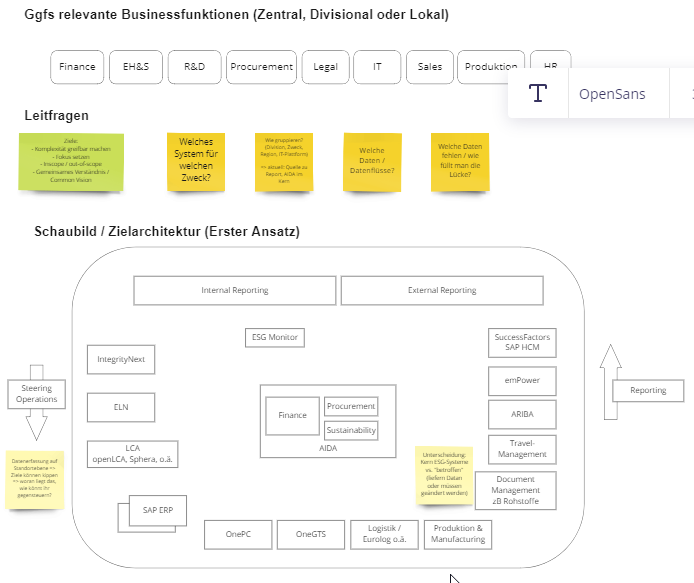 Ggfs relevante Businessfunktionen (Zentral, Divisional oder Lokal)
Finance
EH&S
R&D
Procurement
Legal
IT
Sales
Produktion
HR
OpenSans
Leitfragen
Ziele:
- Komplexität greifbar machen
- Fokus setzen
- Inscope / out-of-scope
- Gemeinsames Verständnis /
Common Vision
Welches
System für
welchen
Zweck?
Wie gruppieren?
(Division, Zweck,
Region, IT-Plattform)
=> aktuell: Quelle zu
Report, AIDA im
Kern
Welche
Daten /
Datenflüsse?
Welche Daten
fehlen / wie
füllt man die
Lücke?
Schaubild / Zielarchitektur (Erster Ansatz)
Internal Reporting
External Reporting
ESG Monitor
SuccessFactors
SAP HCM
IntegrityNext
emPower
Steering
Operations
Reporting
ELN
Finance
Procurement
Sustainability
AIDA
ARIBA
LCA
openLCA, Sphera, o.ä.
Travel-
Management
Datenerfassung auf
Standortebene =>
Ziele können kippen
=> woran liegt das,
wie könnt ihr
gegensteuern?
Unterscheidung:
Kern ESG-Systeme
vs. "betroffen"
(liefern Daten
oder müssen
geändert werden)
Document
Management
zB Rohstoffe
SAP ERP
OnePC
OneGTS
Logistik /
Eurolog o.ä.
Produktion &
Manufacturing